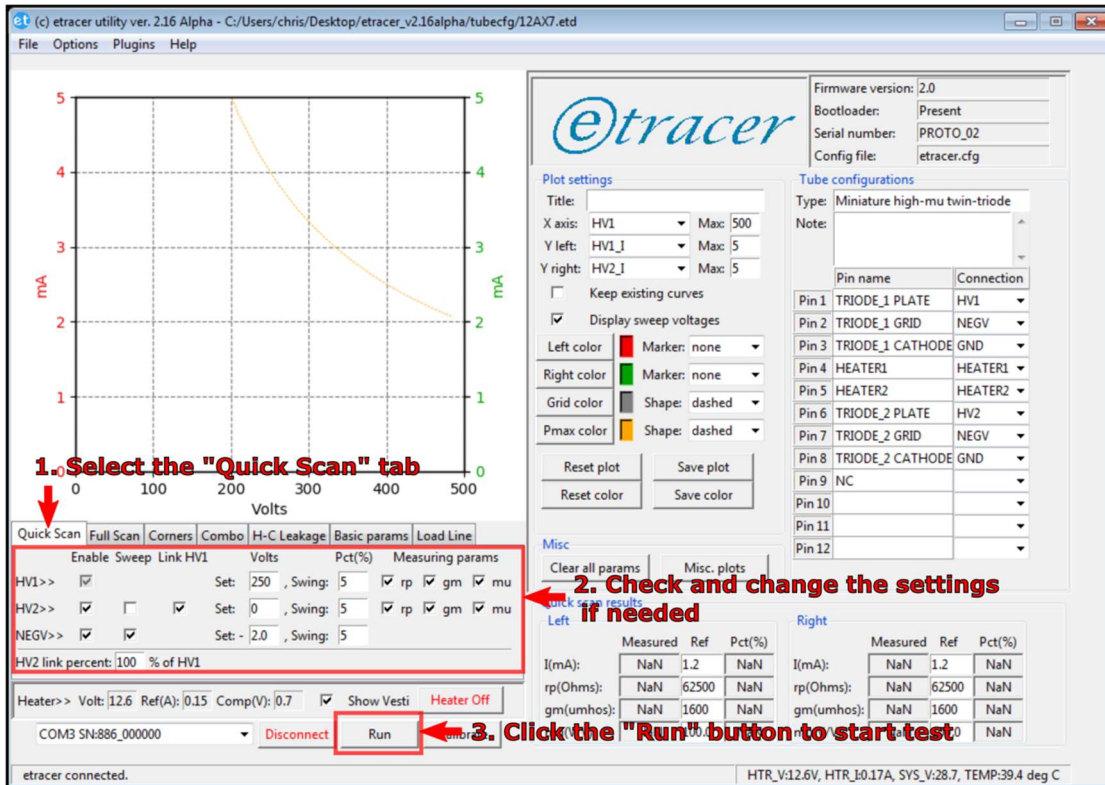 et (c) etracer utility ver. 2.16 Alpha - C:/Users/chris/Desktop/etracer_v2.16alpha/tubecfg/12AX7.etd
File Options Plugins Help
5 5
4 4
3 3
mA mA
2 2
1 1
0 0
0 100 200 300 400 500
Volts
1. Select the "Quick Scan" tab
Quick Scan Full Scan Corners Combo H-C Leakage Basic params Load Line
Enable Sweep Link HV1 Volts Pct(%) Measuring params
HV1>> Set: 250 , Swing: 5 rp gm mu
HV2>> Set: 0 , Swing: 5 rp gm mu
NEGV>> Set: - 2.0 , Swing: 5
HV2 link percent: 100 % of HV1
2. Check and change the settings
if needed
Heater>> Volt: 12.6 Ref(A): 0.15 Comp(V): 0.7 Show Vesti Heater Off
COM3 SN:886_000000 Disconnect Run
3. Click the "Run" button to start test
etracer
Firmware version: 2.0
Bootloader: Present
Serial number: PROTO_02
Config file: etracer.cfg
Plot settings
Title:
X axis: HV1 Max: 500
Y left: HV1_I Max: 5
Y right: HV2_I Max: 5
Keep existing curves
Display sweep voltages
Left color Marker: none
Right color Marker: none
Grid color Shape: dashed
Pmax color Shape: dashed
Reset plot Save plot
Reset color Save color
Tube configurations
Type: Miniature high-mu twin-triode
Note:
Pin name Connection
Pin 1 TRIODE_1 PLATE HV1
Pin 2 TRIODE_1 GRID NEGV
Pin 3 TRIODE_1 CATHODE GND
Pin 4 HEATER1 HEATER1
Pin 5 HEATER2 HEATER2
Pin 6 TRIODE_2 PLATE HV2
Pin 7 TRIODE_2 GRID NEGV
Pin 8 TRIODE_2 CATHODE GND
Pin 9 NC
Pin 10
Pin 11
Pin 12
Misc
Clear all params Misc. plots
Quick scan results
Left
Measured Ref Pct(%)
I(mA): NaN 1.2 NaN
rp(Ohms): NaN 62500 NaN
gm(umhos): NaN 1600 NaN
Right
Measured Ref Pct(%)
I(mA): NaN 1.2 NaN
rp(Ohms): NaN 62500 NaN
gm(umhos): NaN 1600 NaN
etracer connected.
HTR_V:12.6V, HTR_I:0.17A, SYS_V:28.7, TEMP:39.4 deg C